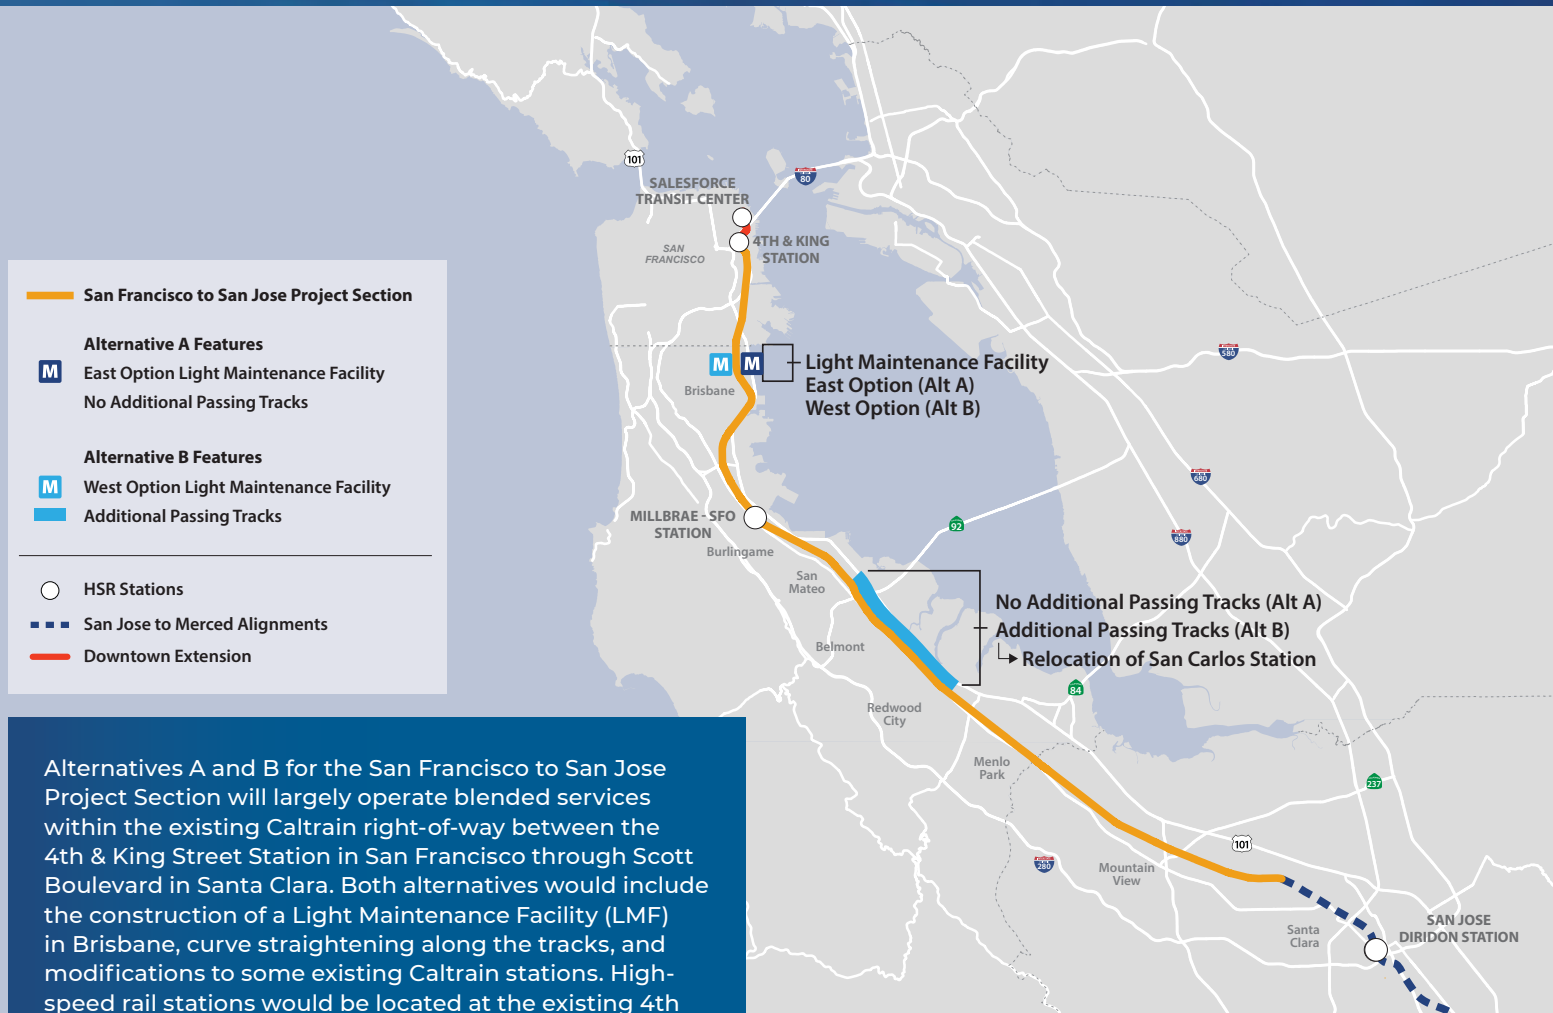 101
80
SALESFORCE
TRANSIT CENTER
SAN
FRANCISCO
4TH & KING
STATION
San Francisco to San Jose Project Section
Alternative A Features
M
East Option Light Maintenance Facility
No Additional Passing Tracks
Alternative B Features
M
West Option Light Maintenance Facility
Additional Passing Tracks
HSR Stations
San Jose to Merced Alignments
Downtown Extension
M
M
Light Maintenance Facility
East Option (Alt A)
West Option (Alt B)
Brisbane
580
680
880
92
MILLBRAE - SFO
STATION
Burlingame
San
Mateo
No Additional Passing Tracks (Alt A)
Additional Passing Tracks (Alt B)
Relocation of San Carlos Station
Belmont
84
Redwood
City
Menlo
Park
237
101
280
Mountain
View
Santa
Clara
SAN JOSE
DIRIDON STATION
Alternatives A and B for the San Francisco to San Jose
Project Section will largely operate blended services
within the existing Caltrain right-of-way between the
4th & King Street Station in San Francisco through Scott
Boulevard in Santa Clara. Both alternatives would include
the construction of a Light Maintenance Facility (LMF)
in Brisbane, curve straightening along the tracks, and
modifications to some existing Caltrain stations. High-
speed rail stations would be located at the existing 4th